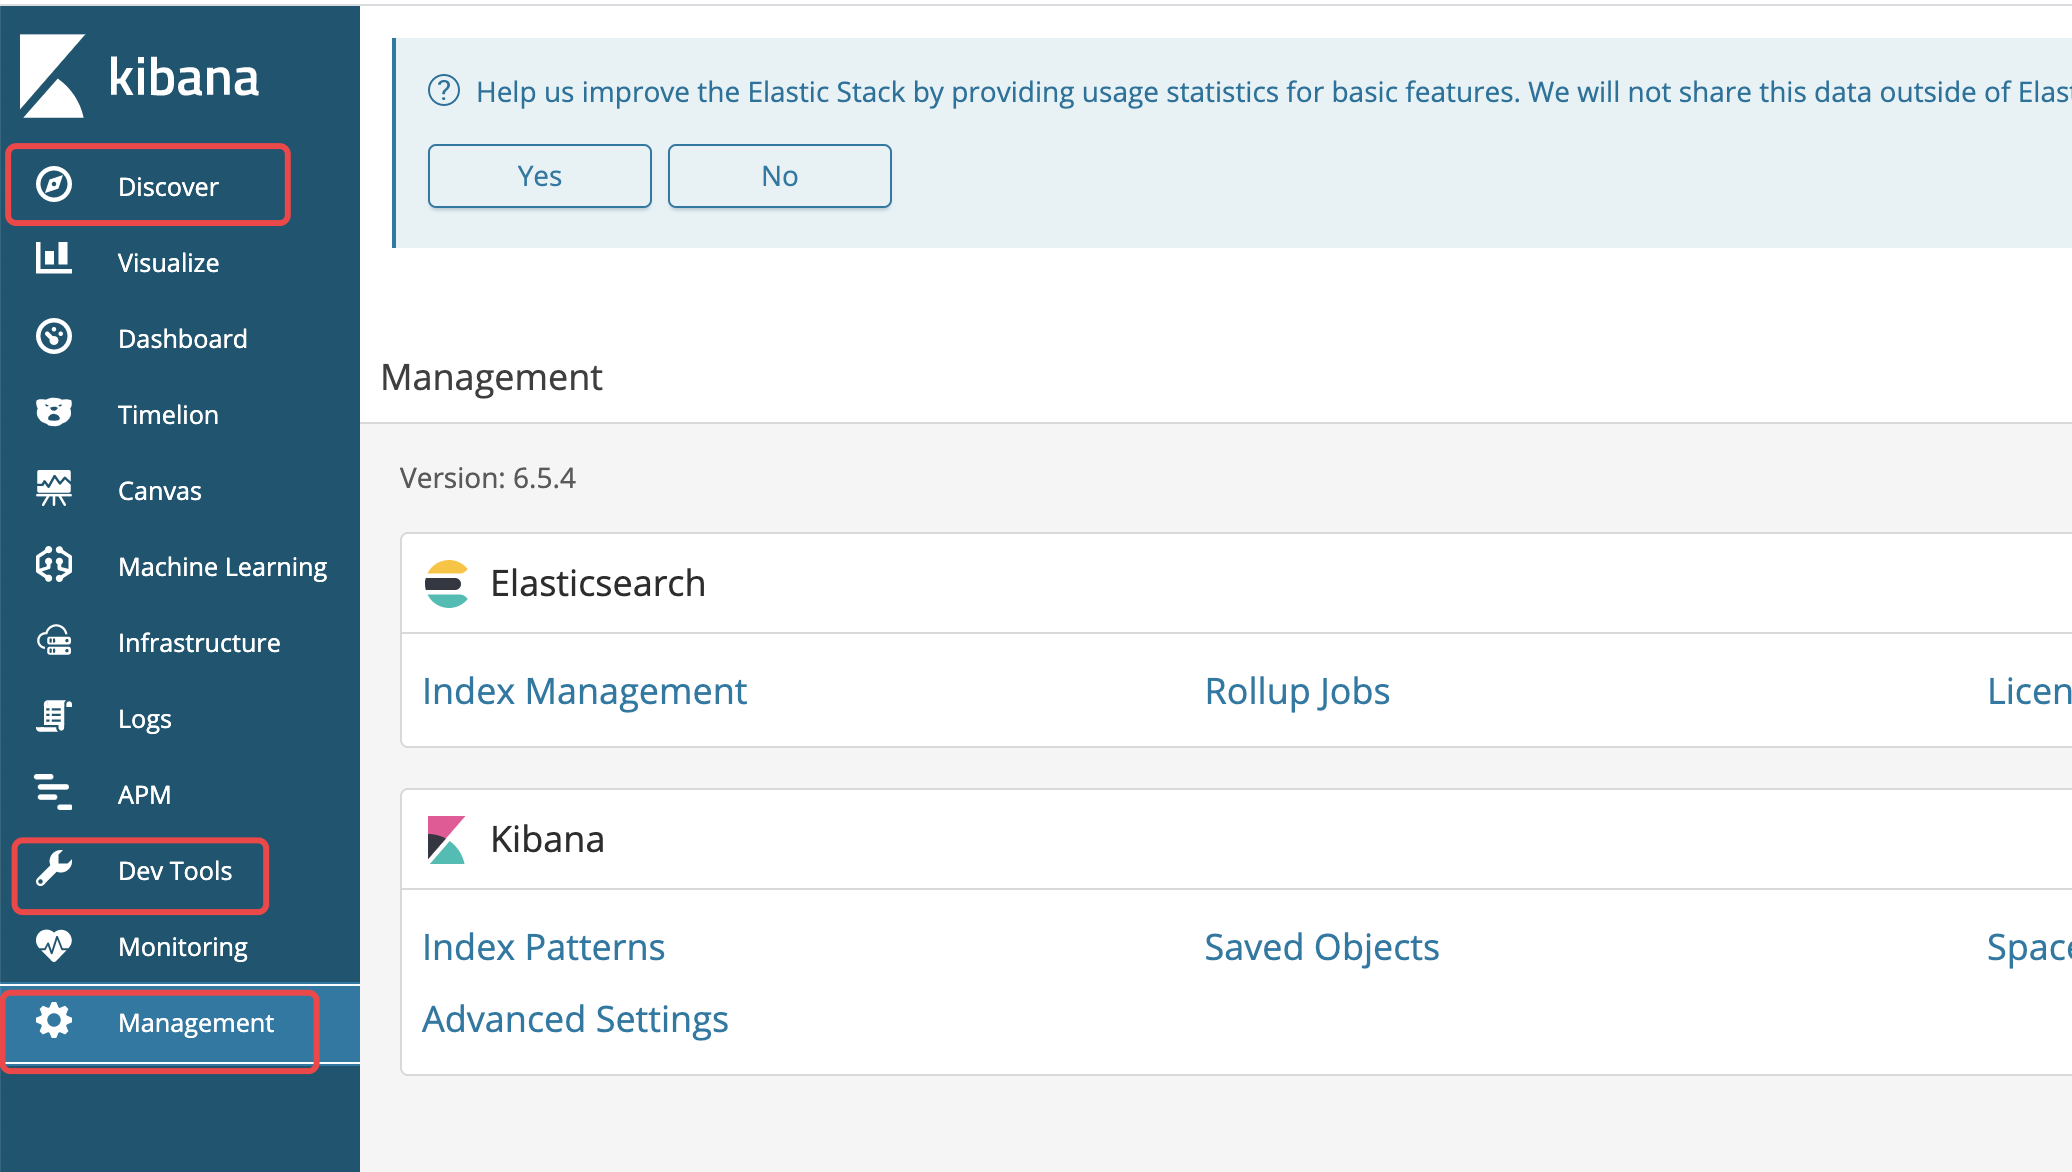 kibana
Discover
Visualize
Dashboard
Timelion
Canvas
Machine Learning
Infrastructure
Logs
APM
Dev Tools
Monitoring
Management
Help us improve the Elastic Stack by providing usage statistics for basic features. We will not share this data outside of Elast
Yes No
Management
Version: 6.5.4
Elasticsearch
Index Management Rollup Jobs Licen
Kibana
Index Patterns Saved Objects Space
Advanced Settings